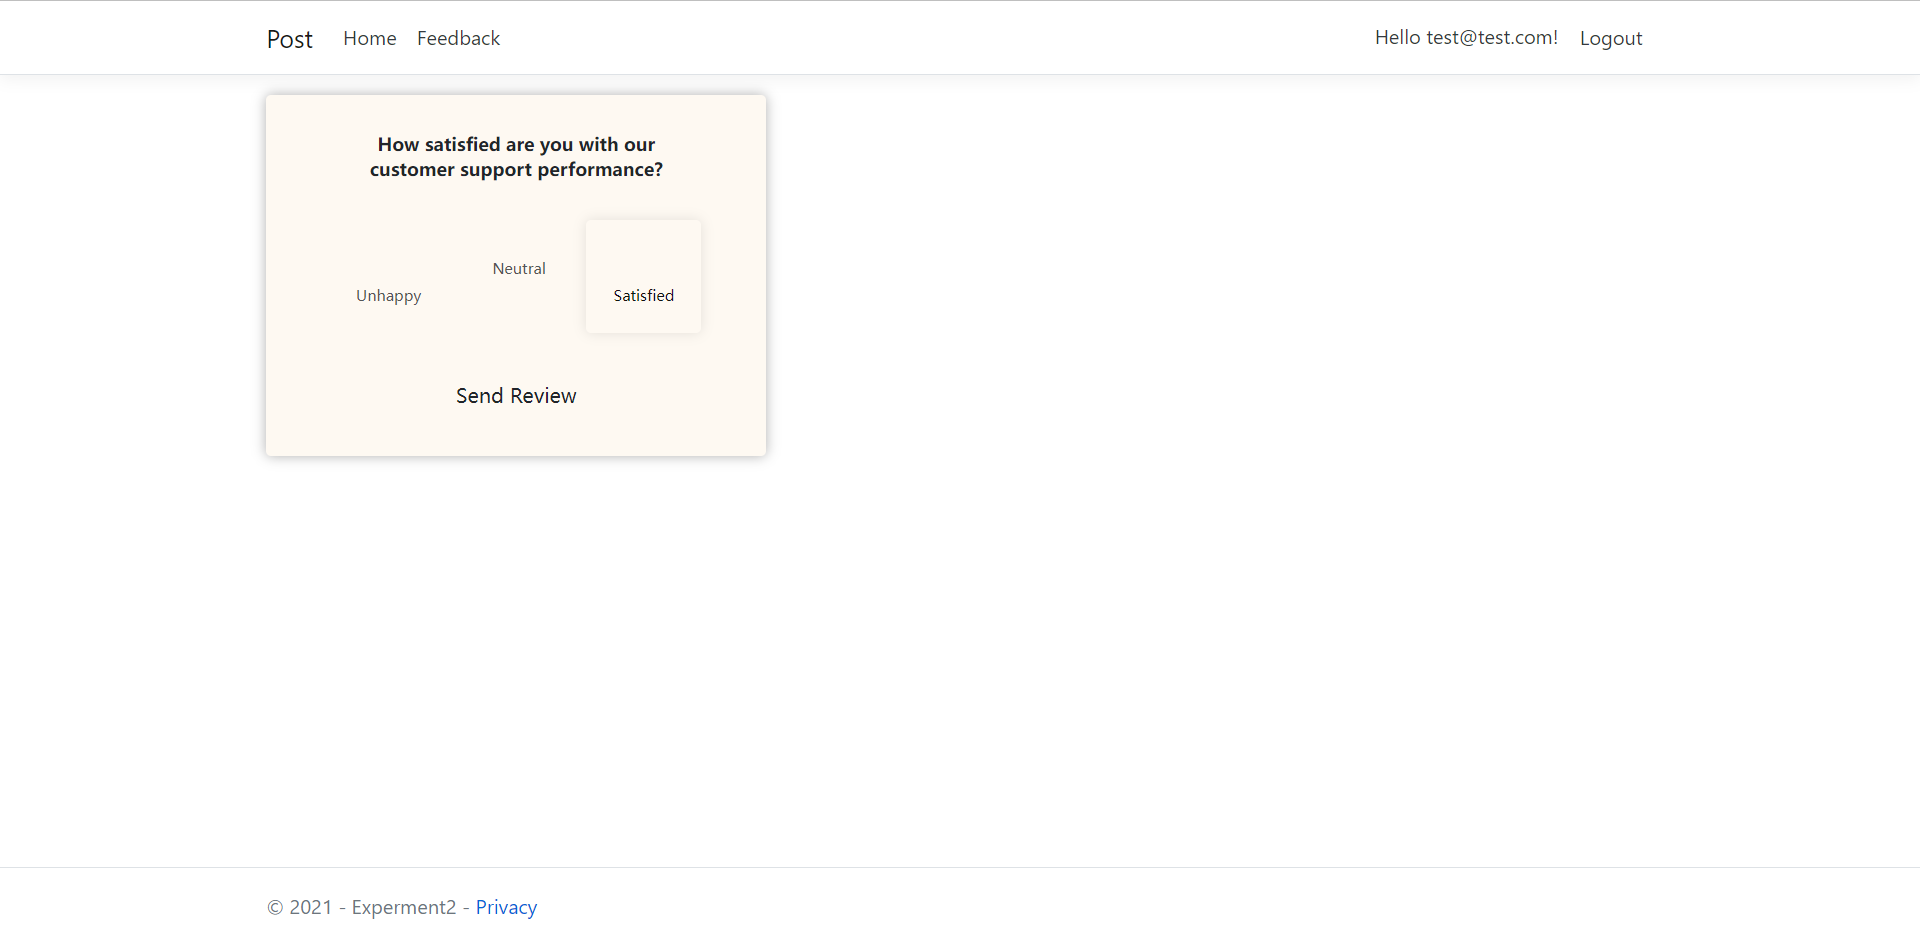 Post Home Feedback Hello test@test.com! Logout
How satisfied are you with our
customer support performance?
Unhappy Neutral Satisfied
Send Review
© 2021 - Experment2 - Privacy